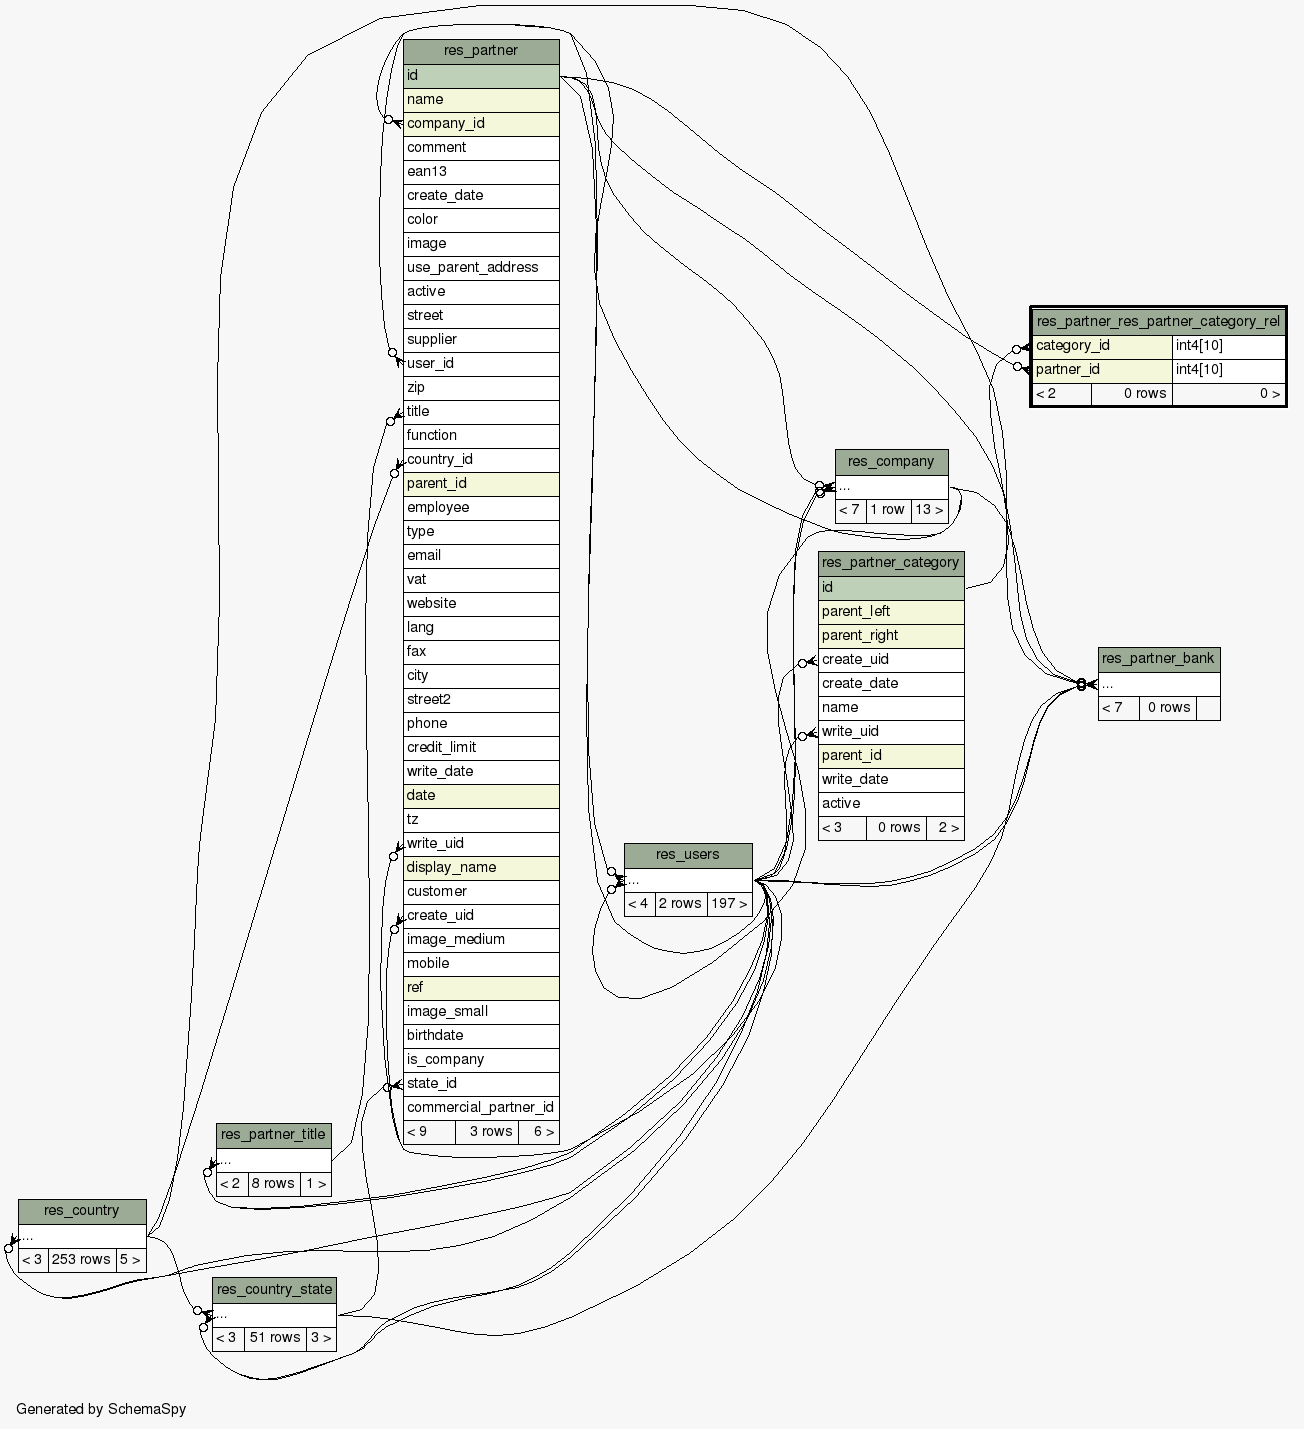 res_partner
id
name
company_id
comment
ean13
create_date
color
image
use_parent_address
active
street
supplier
user_id
zip
title
function
country_id
parent_id
employee
type
email
vat
website
lang
fax
city
street2
phone
credit_limit
write_date
date
tz
write_uid
display_name
customer
create_uid
image_medium
mobile
ref
image_small
birthdate
is_company
state_id
commercial_partner_id
< 9 3 rows 6 >
res_partner_res_partner_category_rel
category_id int4[10]
partner_id int4[10]
< 2 0 rows 0 >
res_company
...
< 7 1 row 13 >
res_partner_category
id
parent_left
parent_right
create_uid
create_date
name
write_uid
parent_id
write_date
active
< 3 0 rows 2 >
res_partner_bank
...
< 7 0 rows
res_users
...
< 4 2 rows 197 >
res_partner_title
...
< 2 8 rows 1 >
res_country
...
< 3 253 rows 5 >
res_country_state
...
< 3 51 rows 3 >
Generated by SchemaSpy